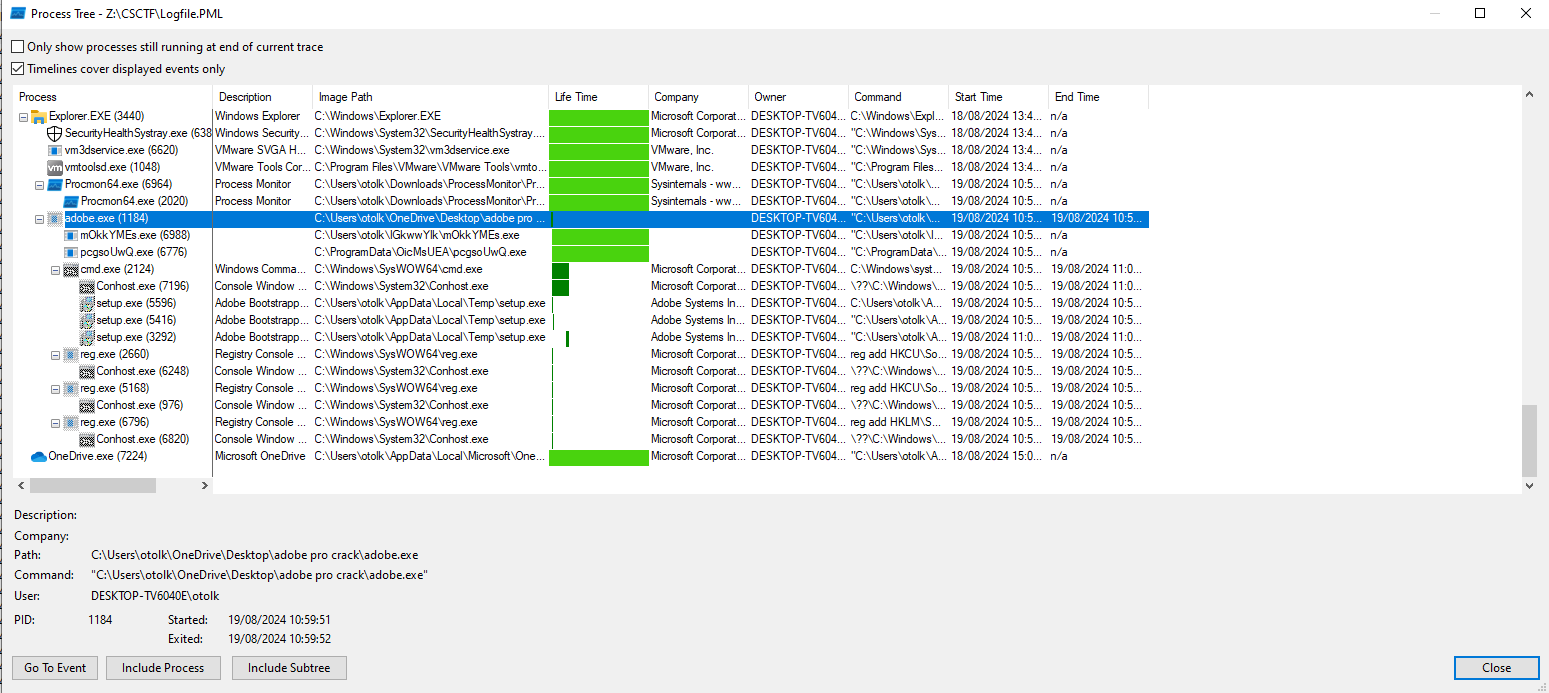 Process Tree - Z:\CSCTF\Logfile.PML
Only show processes still running at end of current trace
Timelines cover displayed events only
Process Description Image Path Life Time Company Owner Command Start Time End Time
Explorer.EXE (3440) Windows Explorer C:\Windows\Explorer.EXE Microsoft Corporat... DESKTOP-TV604... C:\Windows\Expl... 18/08/2024 13:4... n/a
SecurityHealthSystray.exe (638 Windows Security... C:\Windows\System32\SecurityHealthSystray.... Microsoft Corporat... DESKTOP-TV604... "C:\Windows\Sys... 18/08/2024 13:4... n/a
vm3dservice.exe (6620) VMware SVGA H... C:\Windows\System32\vm3dservice.exe VMware, Inc. DESKTOP-TV604... "C:\Windows\Sys... 18/08/2024 13:4... n/a
vmtoolsd.exe (1048) VMware Tools Cor... C:\Program Files\VMware\VMware Tools\vmto... VMware, Inc. DESKTOP-TV604... "C:\Program Files... 18/08/2024 13:4... n/a
Procmon64.exe (6964) Process Monitor C:\Users\otolk\Downloads\ProcessMonitor\Pr... Sysinternals - ww... DESKTOP-TV604... "C:\Users\otolk\... 19/08/2024 10:5... n/a
Procmon64.exe (2020) Process Monitor C:\Users\otolk\Downloads\ProcessMonitor\Pr... Sysinternals - ww... DESKTOP-TV604... "C:\Users\otolk\... 19/08/2024 10:5... n/a
adobe.exe (1184) C:\Users\otolk\OneDrive\Desktop\adobe pro ... DESKTOP-TV604... "C:\Users\otolk\... 19/08/2024 10:5... 19/08/2024 10:5...
mOkkYMEs.exe (6988) C:\Users\otolk\IGkwwYIk\mOkkYMEs.exe DESKTOP-TV604... "C:\Users\otolk\I... 19/08/2024 10:5... n/a
pcgsoUwQ.exe (6776) C:\ProgramData\OicMsUEA\pcgsoUwQ.exe DESKTOP-TV604... "C:\ProgramData\... 19/08/2024 10:5... n/a
cmd.exe (2124) Windows Comma... C:\Windows\SysWOW64\cmd.exe Microsoft Corporat... DESKTOP-TV604... C:\Windows\syst... 19/08/2024 10:5... 19/08/2024 11:0...
Conhost.exe (7196) Console Window ... C:\Windows\System32\Conhost.exe Microsoft Corporat... DESKTOP-TV604... \??\C:\Windows\... 19/08/2024 10:5... 19/08/2024 11:0...
setup.exe (5596) Adobe Bootstrapp... C:\Users\otolk\AppData\Local\Temp\setup.exe Adobe Systems In... DESKTOP-TV604... C:\Users\otolk\A... 19/08/2024 10:5... 19/08/2024 10:5...
setup.exe (5416) Adobe Bootstrapp... C:\Users\otolk\AppData\Local\Temp\setup.exe Adobe Systems In... DESKTOP-TV604... "C:\Users\otolk\A... 19/08/2024 10:5... 19/08/2024 10:5...
setup.exe (3292) Adobe Bootstrapp... C:\Users\otolk\AppData\Local\Temp\setup.exe Adobe Systems In... DESKTOP-TV604... "C:\Users\otolk\A... 19/08/2024 11:0... 19/08/2024 11:0...
reg.exe (2660) Registry Console ... C:\Windows\SysWOW64\reg.exe Microsoft Corporat... DESKTOP-TV604... reg add HKCU\So... 19/08/2024 10:5... 19/08/2024 10:5...
Conhost.exe (6248) Console Window ... C:\Windows\System32\Conhost.exe Microsoft Corporat... DESKTOP-TV604... \??\C:\Windows\... 19/08/2024 10:5... 19/08/2024 10:5...
reg.exe (5168) Registry Console ... C:\Windows\SysWOW64\reg.exe Microsoft Corporat... DESKTOP-TV604... reg add HKCU\So... 19/08/2024 10:5... 19/08/2024 10:5...
Conhost.exe (976) Console Window ... C:\Windows\System32\Conhost.exe Microsoft Corporat... DESKTOP-TV604... \??\C:\Windows\... 19/08/2024 10:5... 19/08/2024 10:5...
reg.exe (6796) Registry Console ... C:\Windows\SysWOW64\reg.exe Microsoft Corporat... DESKTOP-TV604... reg add HKLM\S... 19/08/2024 10:5... 19/08/2024 10:5...
Conhost.exe (6820) Console Window ... C:\Windows\System32\Conhost.exe Microsoft Corporat... DESKTOP-TV604... \??\C:\Windows\... 19/08/2024 10:5... 19/08/2024 10:5...
OneDrive.exe (7224) Microsoft OneDrive C:\Users\otolk\AppData\Local\Microsoft\One... Microsoft Corporat... DESKTOP-TV604... "C:\Users\otolk\A... 18/08/2024 15:0... n/a
Description:
Company:
Path: C:\Users\otolk\OneDrive\Desktop\adobe pro crack\adobe.exe
Command: "C:\Users\otolk\OneDrive\Desktop\adobe pro crack\adobe.exe"
User: DESKTOP-TV6040E\otolk
PID: 1184 Started: 19/08/2024 10:59:51
Exited: 19/08/2024 10:59:52
Go To Event Include Process Include Subtree Close